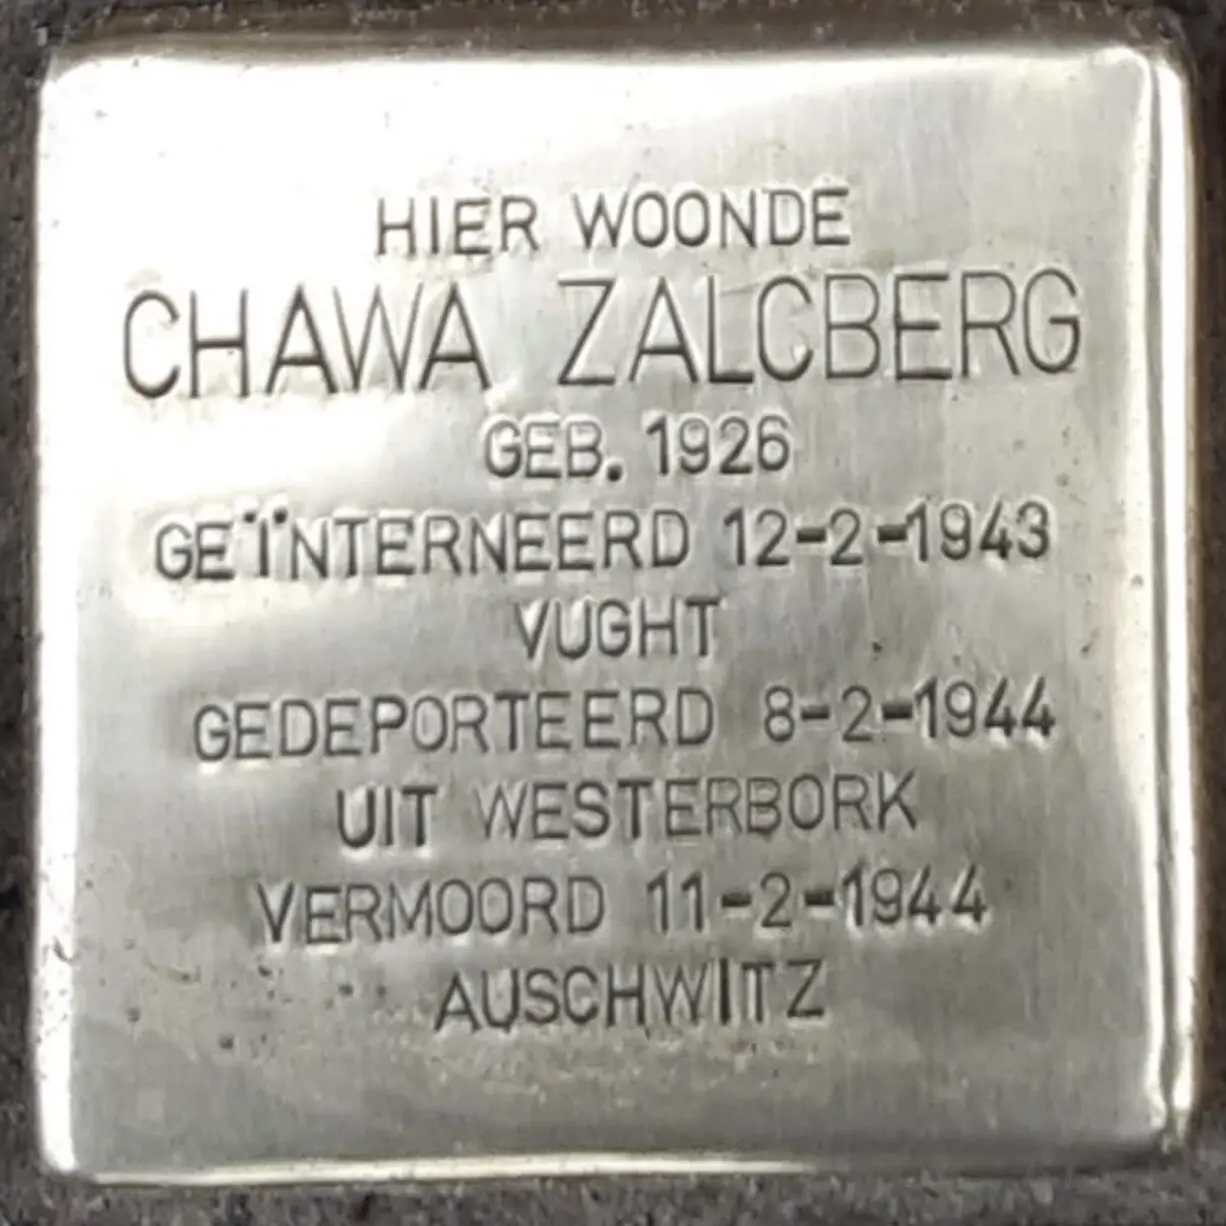 HIER WOONDE
CHAWA ZALCBERG
GEB. 1926
GEÏNTERNEERD 12-2-1943
VUGHT
GEDEPORTEERD 8-2-1944
UIT WESTERBORK
VERMOORD 11-2-1944
AUSCHWITZ